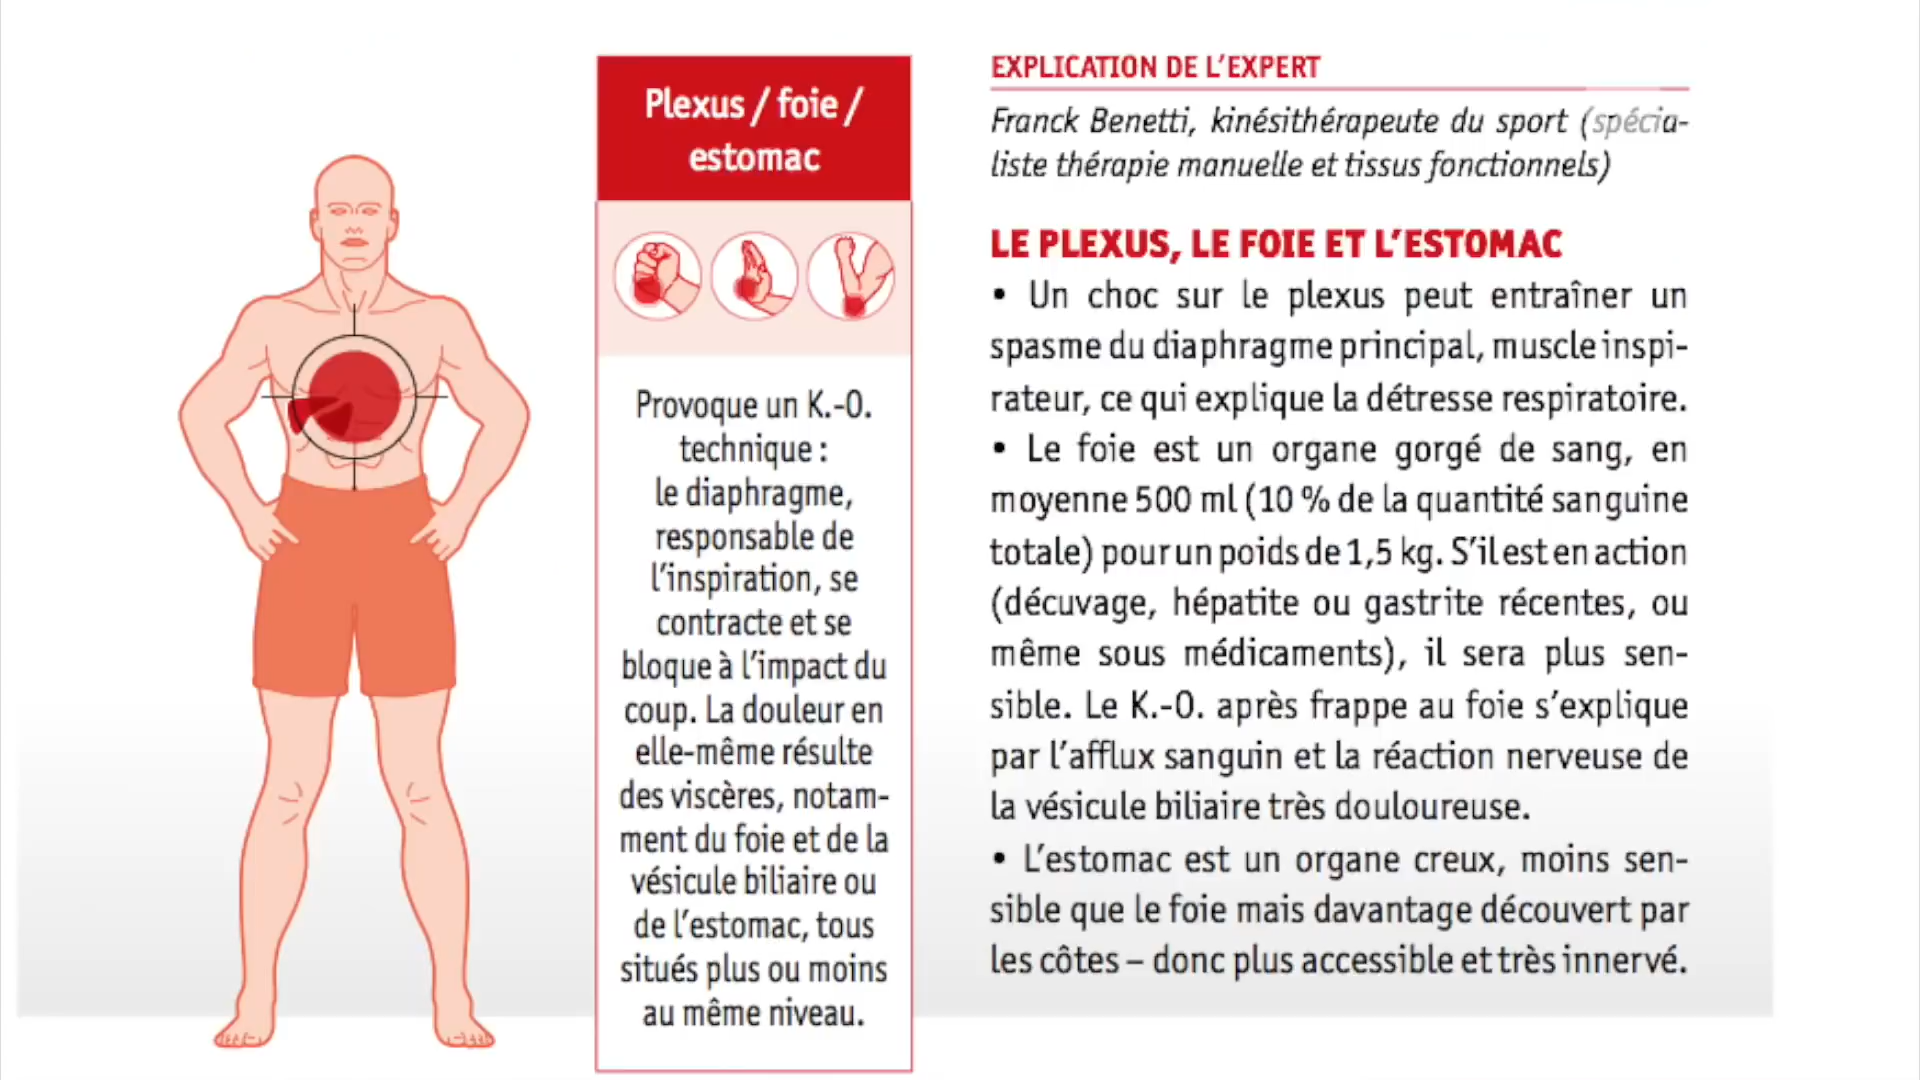 Plexus / foie /
estomac
Provoque un K.-O.
technique :
le diaphragme,
responsable de
l'inspiration, se
contracte et se
bloque à l'impact du
coup. La douleur en
elle-même résulte
des viscères, notam-
ment du foie et de la
vésicule biliaire ou
de l'estomac, tous
situés plus ou moins
au même niveau.
EXPLICATION DE L'EXPERT
Franck Benetti, kinésithérapeute du sport (spécia-
liste thérapie manuelle et tissus fonctionnels)
LE PLEXUS, LE FOIE ET L'ESTOMAC
• Un choc sur le plexus peut entraîner un
spasme du diaphragme principal, muscle inspi-
rateur, ce qui explique la détresse respiratoire.
• Le foie est un organe gorgé de sang, en
moyenne 500 ml (10 % de la quantité sanguine
totale) pour un poids de 1,5 kg. S'il est en action
(décuvage, hépatite ou gastrite récentes, ou
même sous médicaments), il sera plus sen-
sible. Le K.-O. après frappe au foie s'explique
par l'afflux sanguin et la réaction nerveuse de
la vésicule biliaire très douloureuse.
• L'estomac est un organe creux, moins sen-
sible que le foie mais davantage découvert par
les côtes – donc plus accessible et très innervé.